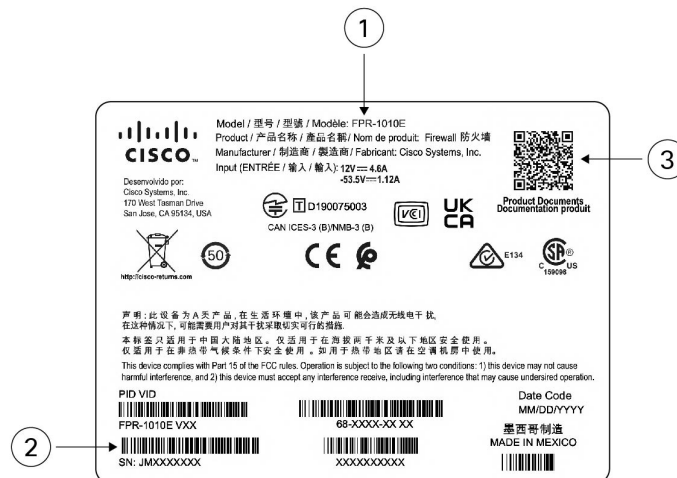 1
CISCO™
Model / 型号 / 型號 / Modèle: FPR-1010E
Product / 产品名称 / 產品名稱/ Nom de produit: Firewall 防火墙
Manufacturer / 制造商 / 製造商/ Fabricant: Cisco Systems, Inc.
Input (ENTRÉE / 输入 / 輸入): 12V⎓4.6A
-53.5V⎓1.12A
Desenvolvido por:
Cisco Systems, Inc.
170 West Tasman Drive
San Jose, CA 95134, USA
3
Product Documents
Documentation produit
T D190075003
CAN ICES-3 (B)/NMB-3 (B)
VCI
UK
CA
http://cisco-returns.com
50
CE
E134
SA®
C US
159098
声明:此设备为A类产品,在生活环境中,该产品可能会造成无线电干扰,
在这种情况下,可能需要用户对其干扰采取切实可行的措施.
本标签只适用于中国大陆地区。仅适用于在海拔两千米及以下地区安全使用。
仅适用于在非热带气候条件下安全使用。如用于热带地区请在空调机房中使用。
This device complies with Part 15 of the FCC rules. Operation is subject to the following two conditions: 1) this device may not cause
harmful interference, and 2) this device must accept any interference receive, including interference that may cause undersired operation.
PID VID
FPR-1010E VXX
68-XXXX-XX XX
Date Code
MM/DD/YYYY
墨西哥制造
MADE IN MEXICO
2
SN: JMXXXXXXX
XXXXXXXXXX